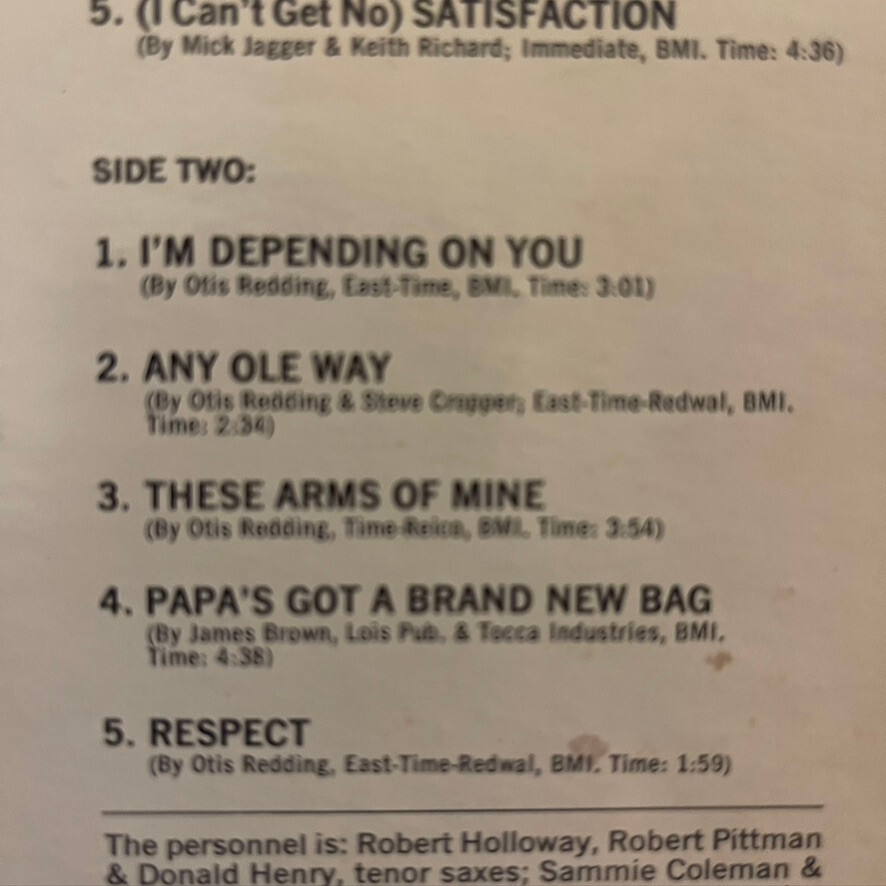 5. (I Can't Get No) SATISFACTION
(By Mick Jagger & Keith Richard; Immediate, BMI. Time: 4:36)
SIDE TWO:
1. I'M DEPENDING ON YOU
(By Otis Redding, East-Time, BMI. Time: 3:01)
2. ANY OLE WAY
(By Otis Redding & Steve Cropper; East-Time-Redwal, BMI.
Time: 2:34)
3. THESE ARMS OF MINE
(By Otis Redding, Time-Reico, BMI. Time: 3:54)
4. PAPA'S GOT A BRAND NEW BAG
(By James Brown, Lois Pub. & Tocca Industries, BMI.
Time: 4:38)
5. RESPECT
(By Otis Redding, East-Time-Redwal, BMI. Time: 1:59)
The personnel is: Robert Holloway, Robert Pittman
& Donald Henry, tenor saxes; Sammie Coleman &